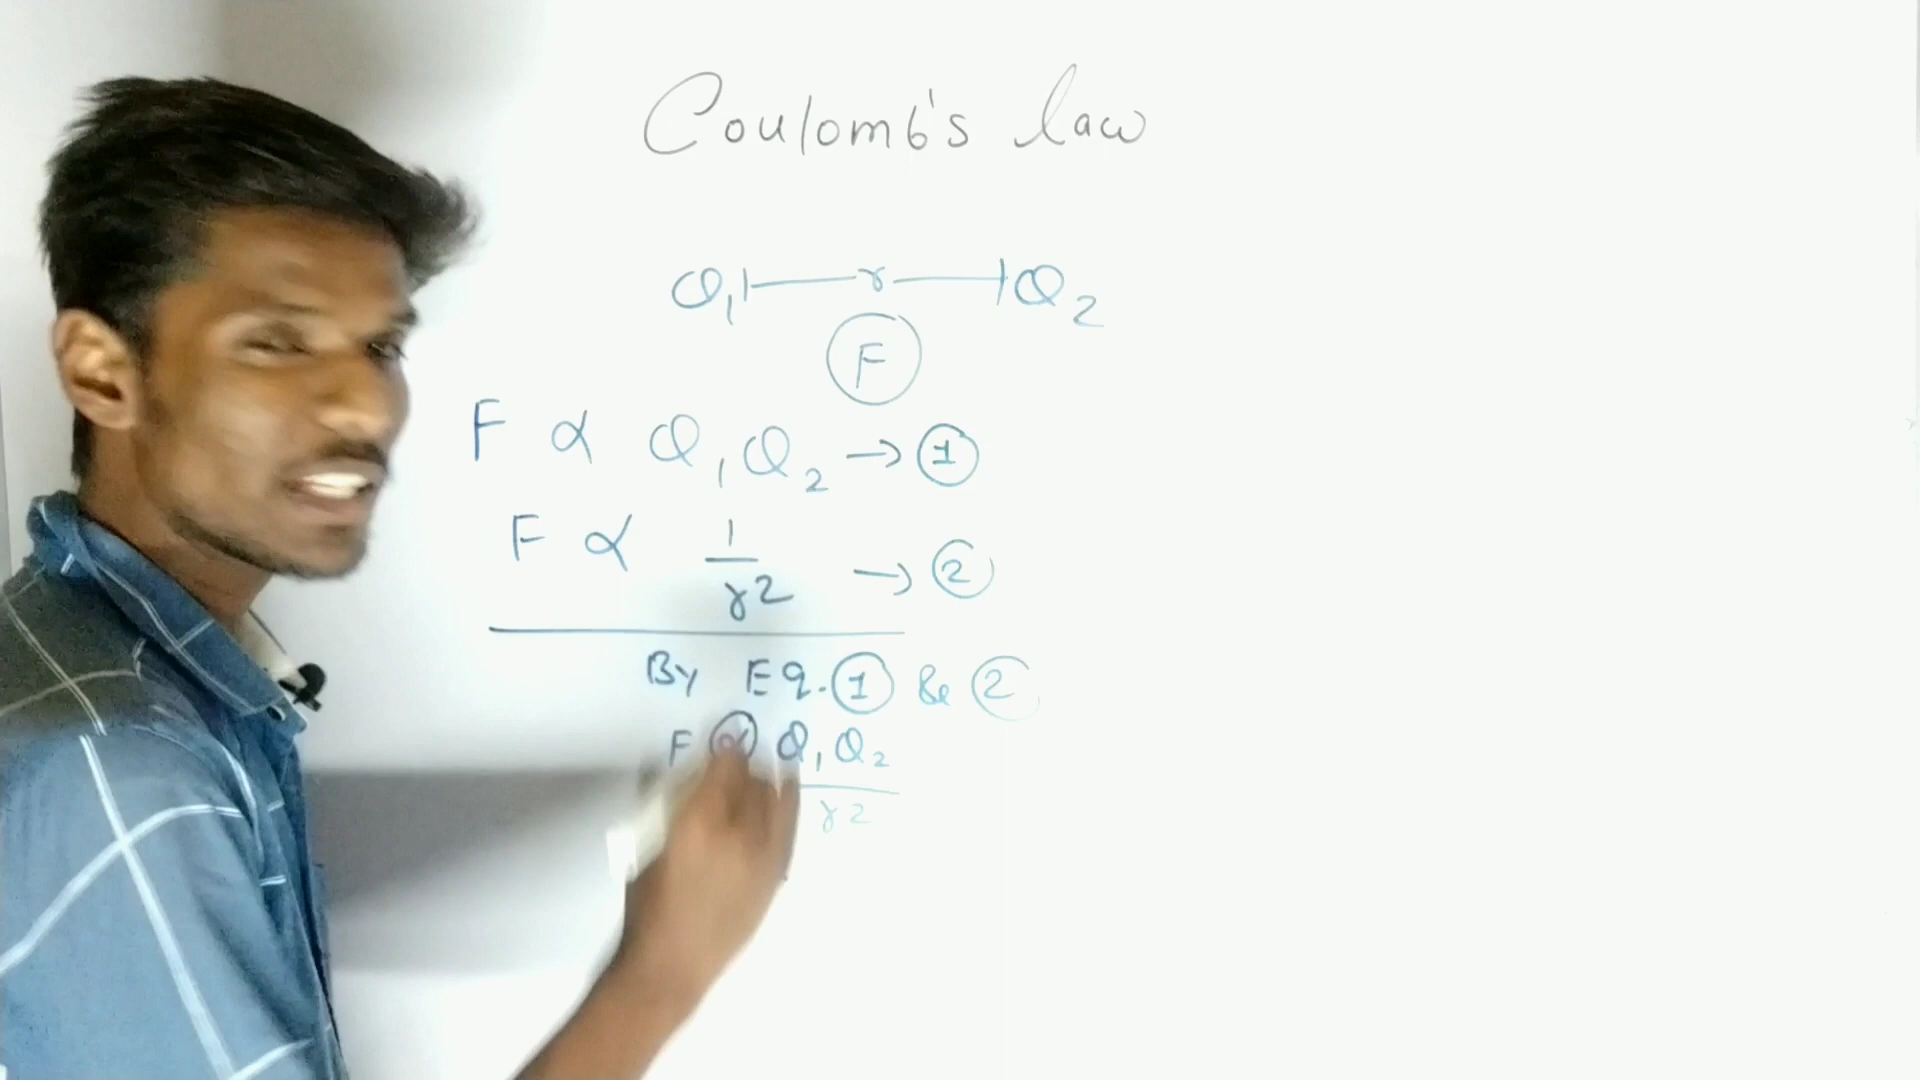 Coulomb's law
Q₁ r Q₂
F
F ∝ Q₁Q₂ → ①
F ∝ 1/r² → ②
By Eq. ① & ②
F ∝ Q₁Q₂
r²